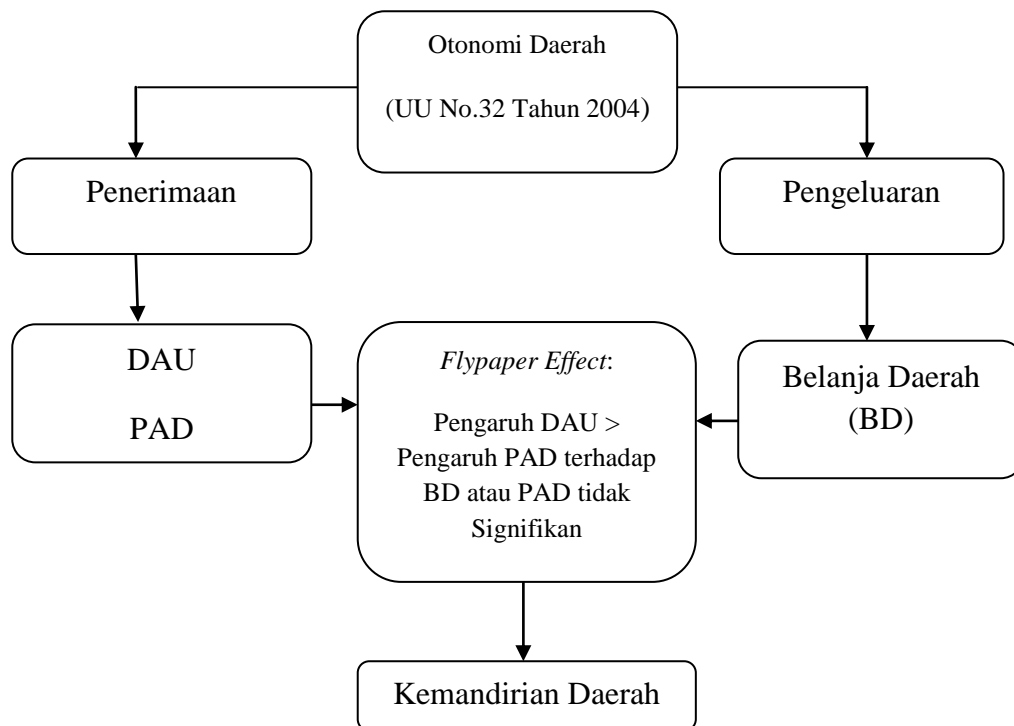 Otonomi Daerah
(UU No.32 Tahun 2004)
Penerimaan
Pengeluaran
DAU
PAD
Flypaper Effect:
Pengaruh DAU >
Pengaruh PAD terhadap
BD atau PAD tidak
Signifikan
Belanja Daerah
(BD)
Kemandirian Daerah